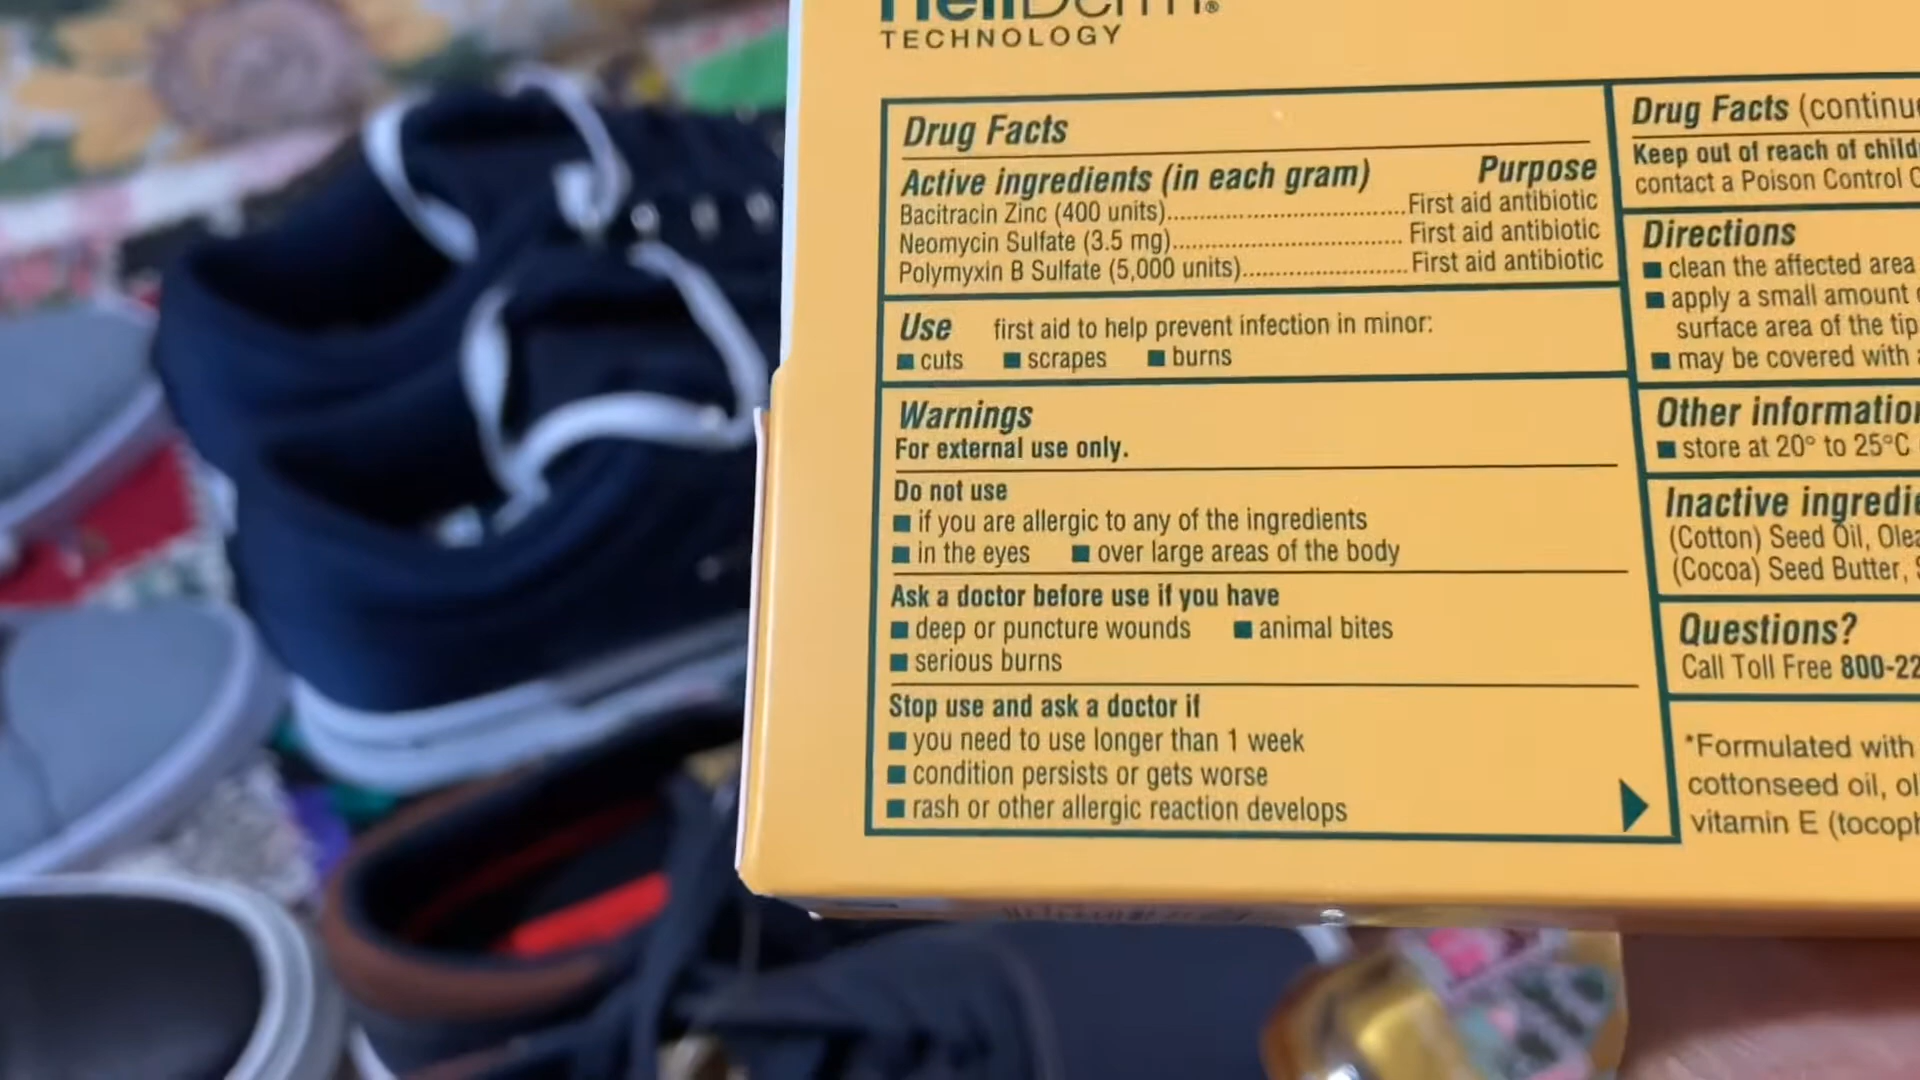 TECHNOLOGY
Drug Facts
Active ingredients (in each gram) Purpose
Bacitracin Zinc (400 units)..............................First aid antibiotic
Neomycin Sulfate (3.5 mg)............................. First aid antibiotic
Polymyxin B Sulfate (5,000 units)..................... First aid antibiotic
Use first aid to help prevent infection in minor:
■ cuts ■ scrapes ■ burns
Warnings
For external use only.
Do not use
■ if you are allergic to any of the ingredients
■ in the eyes ■ over large areas of the body
Ask a doctor before use if you have
■ deep or puncture wounds ■ animal bites
■ serious burns
Stop use and ask a doctor if
■ you need to use longer than 1 week
■ condition persists or gets worse
■ rash or other allergic reaction develops
Drug Facts
Keep out of reach of
contact a Poison Control
Directions
■ clean the affected area
■ apply a small amount
surface area of the tip
■ may be covered with
Other
■ store at 20° to 25°C
Inactive
(Cotton) Seed Oil,
(Cocoa) Seed Butter,
Questions?
Call Toll Free 800-22
*Formulated with
cottonseed oil,
vitamin E